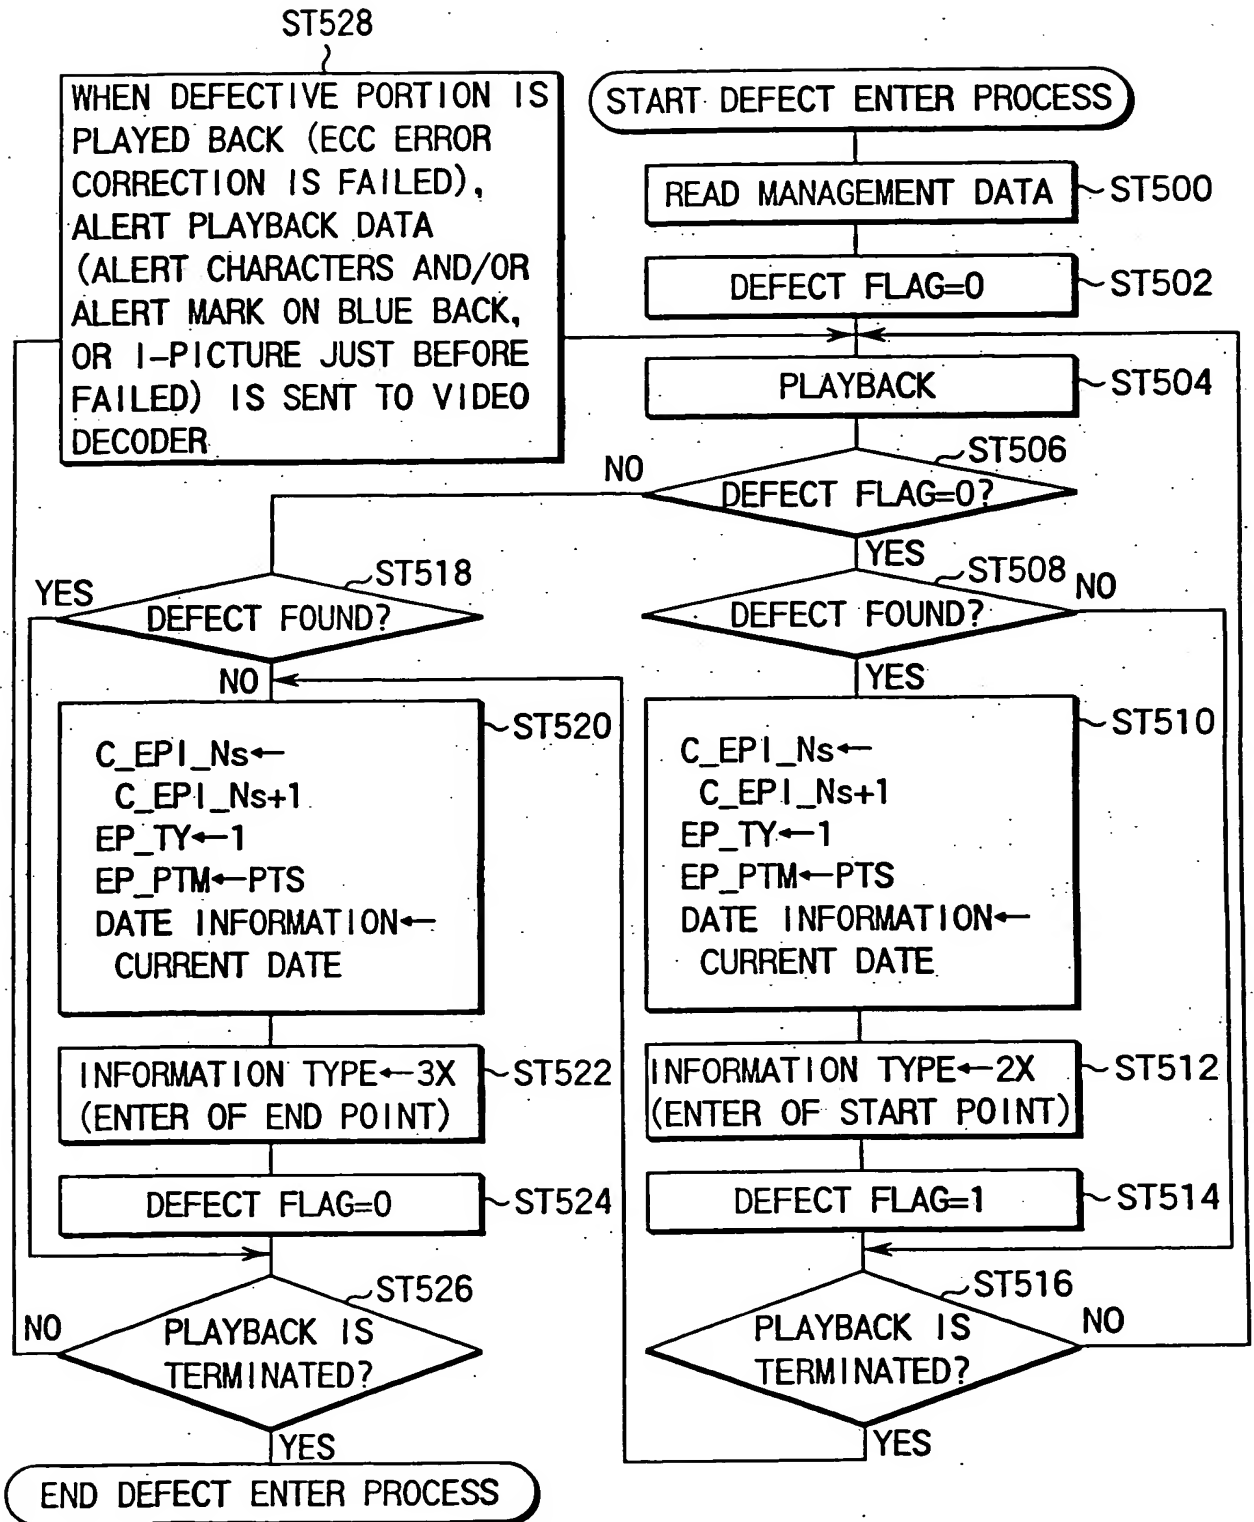 ST528
WHEN DEFECTIVE PORTION IS
PLAYED BACK (ECC ERROR
CORRECTION IS FAILED),
ALERT PLAYBACK DATA
(ALERT CHARACTERS AND/OR
ALERT MARK ON BLUE BACK,
OR I-PICTURE JUST BEFORE
FAILED) IS SENT TO VIDEO
DECODER
START DEFECT ENTER PROCESS
READ MANAGEMENT DATA
ST500
DEFECT FLAG=0
ST502
PLAYBACK
ST504
ST506
DEFECT FLAG=0?
NO
YES
ST508
DEFECT FOUND?
NO
YES
ST510
C_EPI_Ns←
C_EPI_Ns+1
EP_TY←1
EP_PTM←PTS
DATE INFORMATION←
CURRENT DATE
INFORMATION TYPE←2X
(ENTER OF START POINT)
ST512
DEFECT FLAG=1
ST514
ST516
PLAYBACK IS
TERMINATED?
NO
YES
ST518
DEFECT FOUND?
YES
NO
ST520
C_EPI_Ns←
C_EPI_Ns+1
EP_TY←1
EP_PTM←PTS
DATE INFORMATION←
CURRENT DATE
INFORMATION TYPE←3X
(ENTER OF END POINT)
ST522
DEFECT FLAG=0
ST524
ST526
PLAYBACK IS
TERMINATED?
NO
YES
END DEFECT ENTER PROCESS